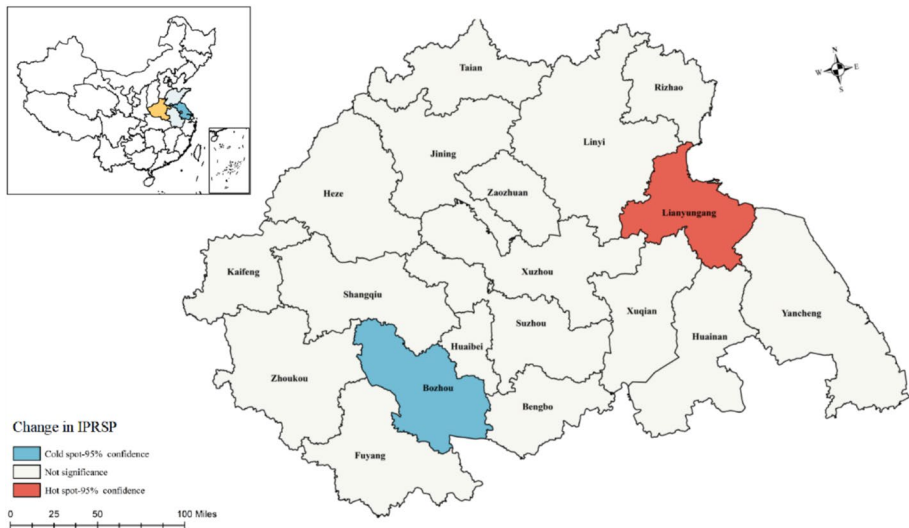 N
W E
S
Taian
Rizhao
Linyi
Jining
Zaozhuan
Heze
Lianyungang
Kaifeng
Xuzhou
Shangqiu
Suzhou
Xuqian
Yancheng
Huaibei
Huainan
Zhoukou
Bozhou
Bengbo
Fuyang
Change in IPRSP
Cold spot-95% confidence
Not significance
Hot spot-95% confidence
0 25 50 100 Miles